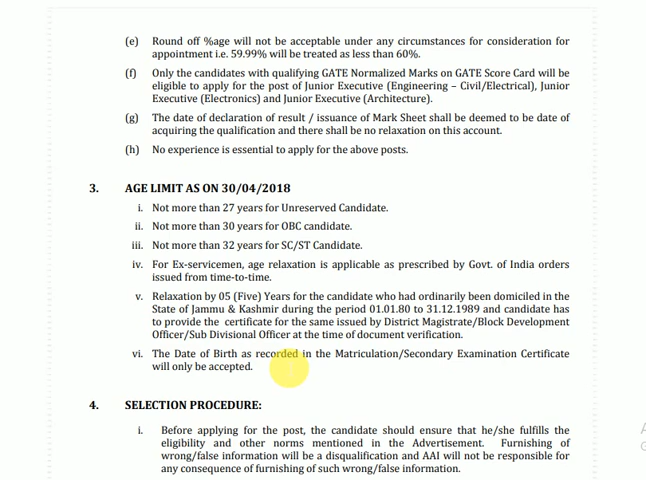 (e) Round off %age will not be acceptable under any circumstances for consideration for
appointment i.e. 59.99% will be treated as less than 60%.
(f) Only the candidates with qualifying GATE Normalized Marks on GATE Score Card will be
eligible to apply for the post of Junior Executive (Engineering – Civil/Electrical), Junior
Executive (Electronics) and Junior Executive (Architecture).
(g) The date of declaration of result / issuance of Mark Sheet shall be deemed to be date of
acquiring the qualification and there shall be no relaxation on this account.
(h) No experience is essential to apply for the above posts.
3. AGE LIMIT AS ON 30/04/2018
i. Not more than 27 years for Unreserved Candidate.
ii. Not more than 30 years for OBC candidate.
iii. Not more than 32 years for SC/ST Candidate.
iv. For Ex-servicemen, age relaxation is applicable as prescribed by Govt. of India orders
issued from time-to-time.
v. Relaxation by 05 (Five) Years for the candidate who had ordinarily been domiciled in the
State of Jammu & Kashmir during the period 01.01.80 to 31.12.1989 and candidate has
to provide the certificate for the same issued by District Magistrate/Block Development
Officer/Sub Divisional Officer at the time of document verification.
vi. The Date of Birth as recorded in the Matriculation/Secondary Examination Certificate
will only be accepted.
4. SELECTION PROCEDURE:
i. Before applying for the post, the candidate should ensure that he/she fulfills the
eligibility and other norms mentioned in the Advertisement. Furnishing of
wrong/false information will be a disqualification and AAI will not be responsible for
any consequence of furnishing of such wrong/false information.